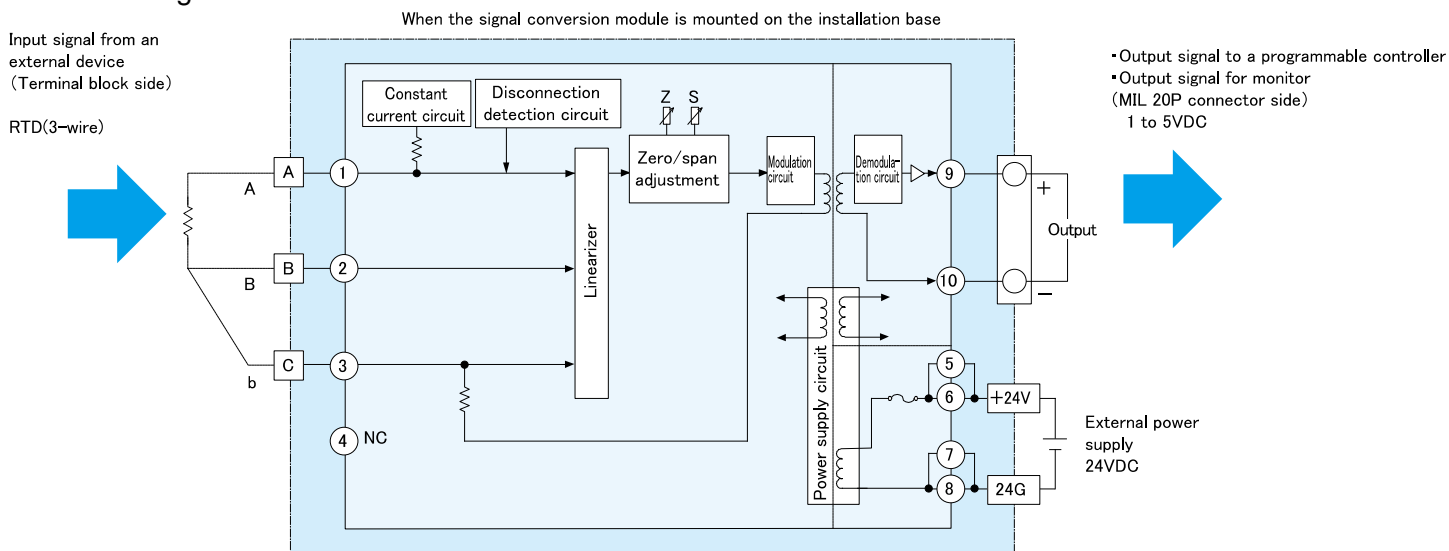 When the signal conversion module is mounted on the installation base
Input signal from an
external device
(Terminal block side)
RTD(3-wire)
▪Output signal to a programmable controller
▪Output signal for monitor
(MIL 20P connector side)
1 to 5VDC
Constant
current circuit
Disconnection
detection circuit
Z S
Zero/span
adjustment
Modulation
circuit
Demodula-
tion circuit
A
A
1
9
+
B
B
2
Linearizer
Output
10
−
b
C
3
4 NC
Power supply circuit
5
6
+24V
7
8
24G
External power
supply
24VDC